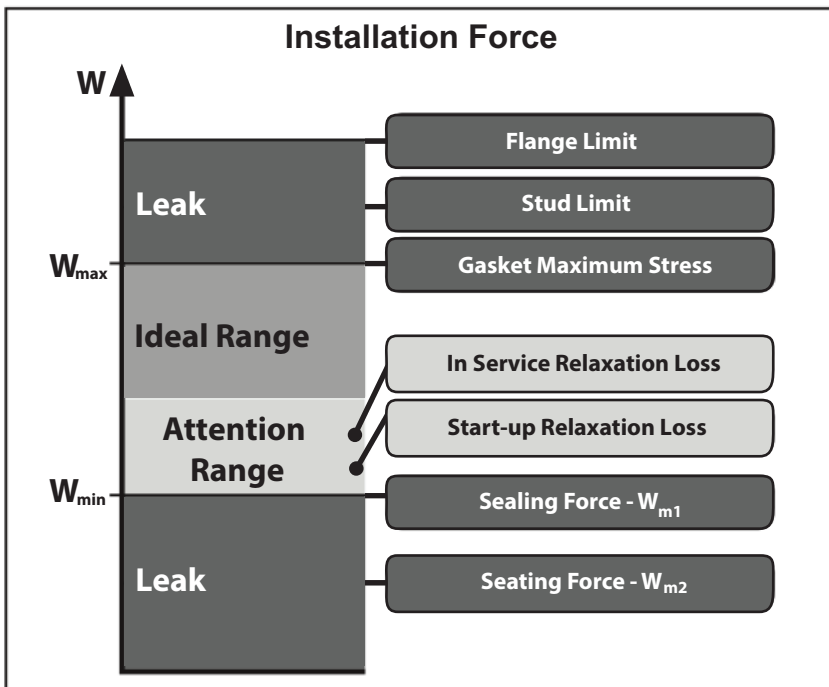 Installation Force
W
Flange Limit
Leak
Stud Limit
Wmax
Gasket Maximum Stress
Ideal Range
In Service Relaxation Loss
Attention
Range
Start-up Relaxation Loss
Wmin
Sealing Force - Wm1
Leak
Seating Force - Wm2